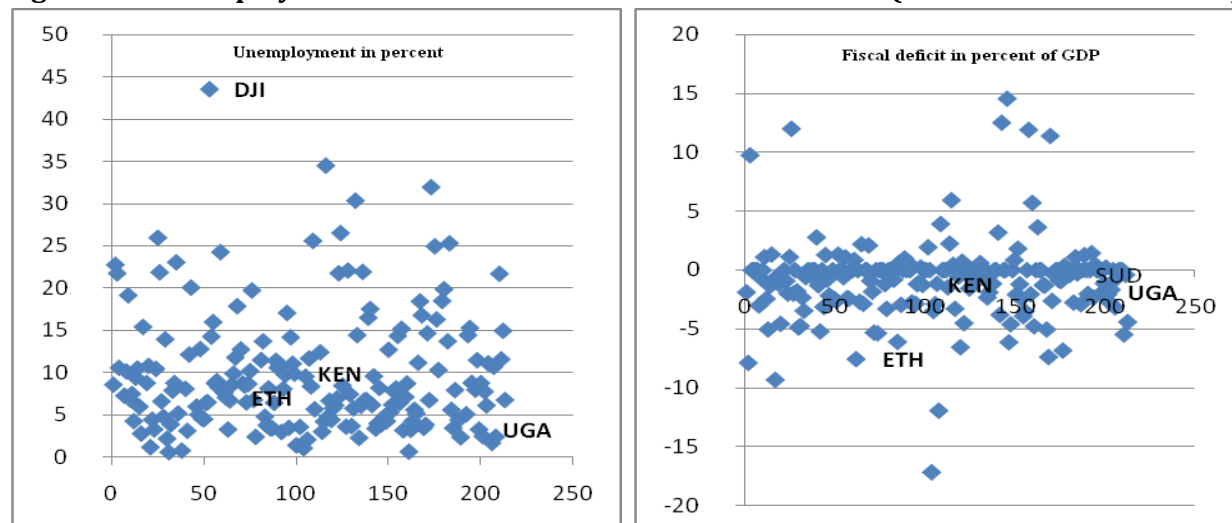 Unemployment in percent
50
45
DJI
40
35
30
25
20
15
10
KEN
ETH
5
UGA
0
0 50 100 150 200 250
Fiscal deficit in percent of GDP
20
15
10
5
0
SUD
KEN
UGA
0 50 100 150 200 250
-5
ETH
-10
-15
-20